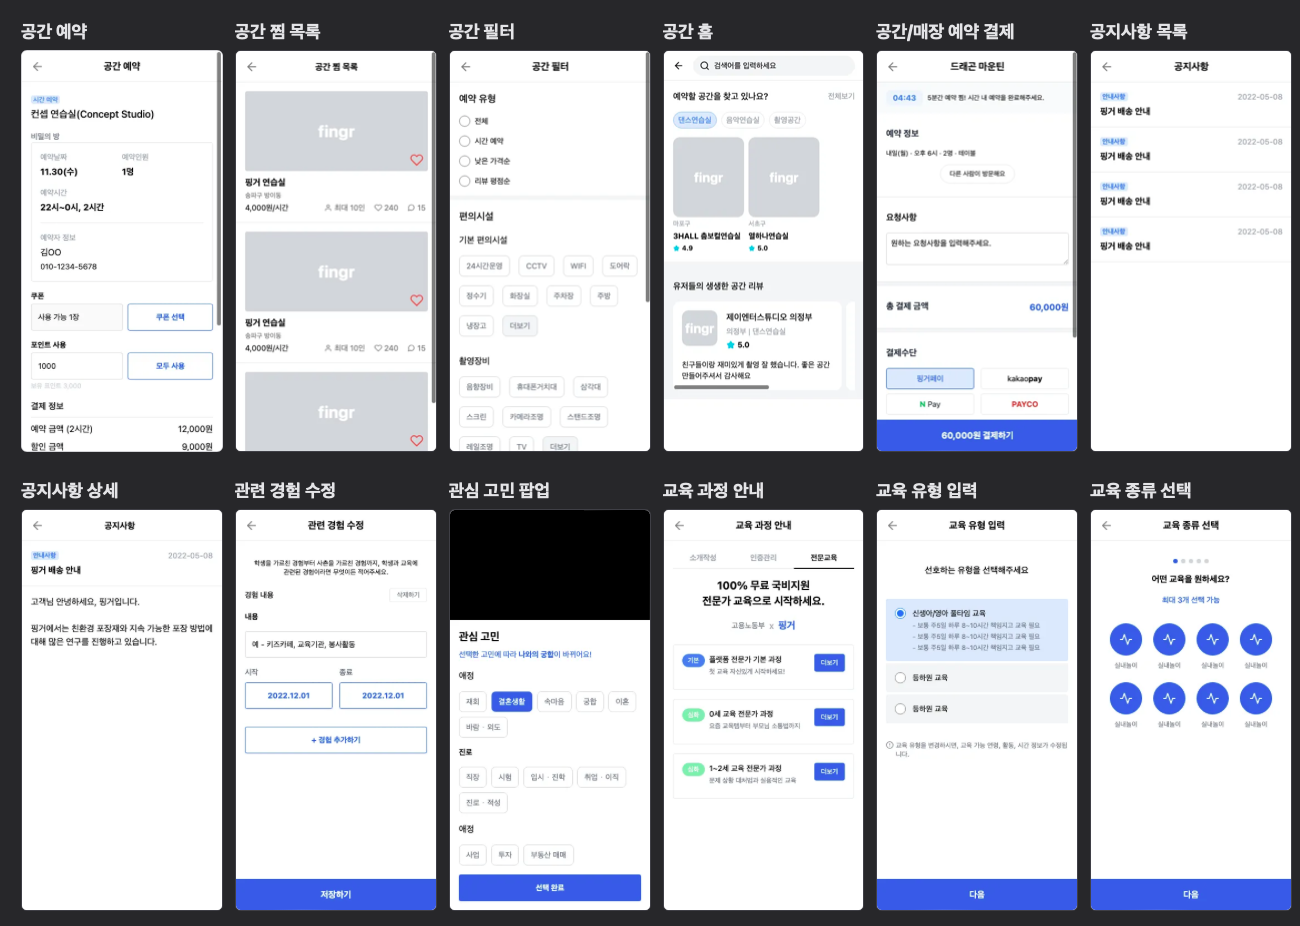 공간 예약
공간 찜 목록
공간 필터
공간 홈
공간/매장 예약 결제
공지사항 목록
공간 예약
시간 예약
컨셉 연습실(Concept Studio)
비밀의 방
예약날짜
예약인원
11.30(수)
1명
예약시간
22시~0시, 2시간
예약자 정보
김OO
010-1234-5678
쿠폰
사용 가능 1장
쿠폰 선택
포인트 사용
1000
모두 사용
보유 포인트 3,000
결제 정보
예약 금액 (2시간)
12,000원
할인 금액
9,000원
공간 찜 목록
fingr
핑거 연습실
송파구 방이동
4,000원/시간
최대 10인
240
15
fingr
핑거 연습실
송파구 방이동
4,000원/시간
최대 10인
240
15
fingr
공간 필터
예약 유형
전체
시간 예약
낮은 가격순
리뷰 평점순
편의시설
기본 편의시설
24시간운영
CCTV
WIFI
도어락
정수기
화장실
주차장
주방
냉장고
더보기
촬영장비
음향장비
휴대폰거치대
삼각대
스크린
카메라조명
스탠드조명
레일조명
TV
더보기
검색어를 입력하세요
예약할 공간을 찾고 있나요?
전체보기
댄스연습실
음악연습실
촬영공간
fingr
fingr
마포구
서초구
3HALL 춤보컬연습실
열하나연습실
4.9
5.0
유저들의 생생한 공간 리뷰
fingr
제이엔터스튜디오 의정부
의정부 | 댄스연습실
5.0
친구들이랑 재미있게 촬영 잘 했습니다. 좋은 공간
만들어주셔서 감사해요
드래곤 마운틴
04:43
5분간 예약 찜! 시간 내 예약을 완료해주세요.
예약 정보
내일(월) · 오후 6시 · 2명 · 테이블
다른 사람이 방문해요
요청사항
원하는 요청사항을 입력해주세요.
총 결제 금액
60,000원
결제수단
핑거페이
kakaopay
N Pay
PAYCO
60,000원 결제하기
공지사항
안내사항
2022-05-08
핑거 배송 안내
안내사항
2022-05-08
핑거 배송 안내
안내사항
2022-05-08
핑거 배송 안내
안내사항
2022-05-08
핑거 배송 안내
공지사항 상세
관련 경험 수정
관심 고민 팝업
교육 과정 안내
교육 유형 입력
교육 종류 선택
공지사항
안내사항
2022-05-08
핑거 배송 안내
고객님 안녕하세요, 핑거입니다.
핑거에서는 친환경 포장재와 지속 가능한 포장 방법에
대해 많은 연구를 진행하고 있습니다.
관련 경험 수정
학생을 가르친 경험부터 사촌을 가르친 경험까지, 학생과 교육에
관련된 경험이라면 무엇이든 적어주세요.
경험 내용
삭제하기
내용
예 - 키즈카페, 교육기관, 봉사활동
시작
종료
2022.12.01
2022.12.01
+ 경험 추가하기
저장하기
관심 고민
선택한 고민에 따라 나와의 궁합이 바뀌어요!
애정
재회
결혼생활
속마음
궁합
이혼
바람 · 외도
진로
직장
시험
입시 · 진학
취업 · 이직
진로 · 적성
애정
사업
투자
부동산 매매
선택 완료
교육 과정 안내
소개작성
인증관리
전문교육
100% 무료 국비지원
전문가 교육으로 시작하세요.
고용노동부 x 핑거
기본
플랫폼 전문가 기본 과정
첫 교육 자신있게 시작하세요!
더보기
심화
0세 교육 전문가 과정
요즘 교육템부터 부모님 소통법까지
더보기
심화
1~2세 교육 전문가 과정
문제 상황 대처법과 실용적인 교육
더보기
교육 유형 입력
선호하는 유형을 선택해주세요
신생아/영아 풀타임 교육
- 보통 주5일 하루 8~10시간 책임지고 교육 필요
- 보통 주5일 하루 8~10시간 책임지고 교육 필요
- 보통 주5일 하루 8~10시간 책임지고 교육 필요
등하원 교육
등하원 교육
교육 유형을 변경하시면, 교육 가능 연령, 활동, 시간 정보가 수정됩
니다.
다음
교육 종류 선택
어떤 교육을 원하세요?
최대 3개 선택 가능
실내놀이
실내놀이
실내놀이
실내놀이
실내놀이
실내놀이
실내놀이
실내놀이
다음